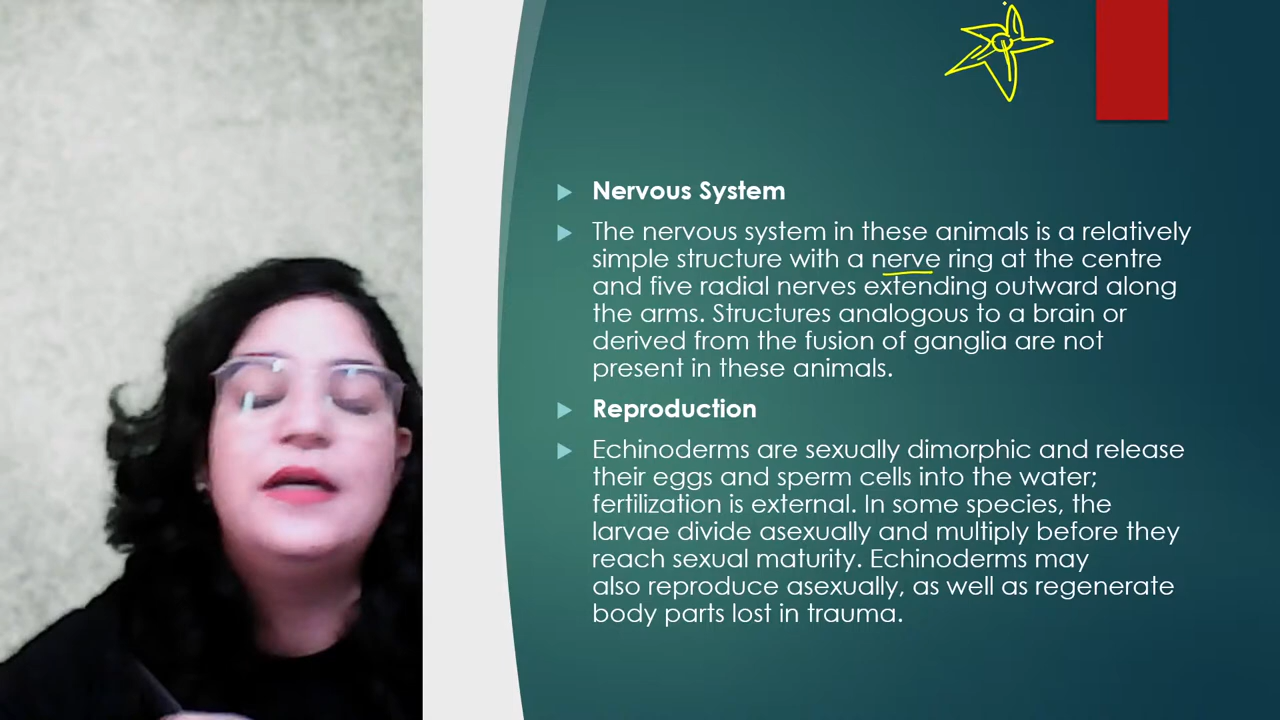 Nervous System
The nervous system in these animals is a relatively
simple structure with a nerve ring at the centre
and five radial nerves extending outward along
the arms. Structures analogous to a brain or
derived from the fusion of ganglia are not
present in these animals.
Reproduction
Echinoderms are sexually dimorphic and release
their eggs and sperm cells into the water;
fertilization is external. In some species, the
larvae divide asexually and multiply before they
reach sexual maturity. Echinoderms may
also reproduce asexually, as well as regenerate
body parts lost in trauma.